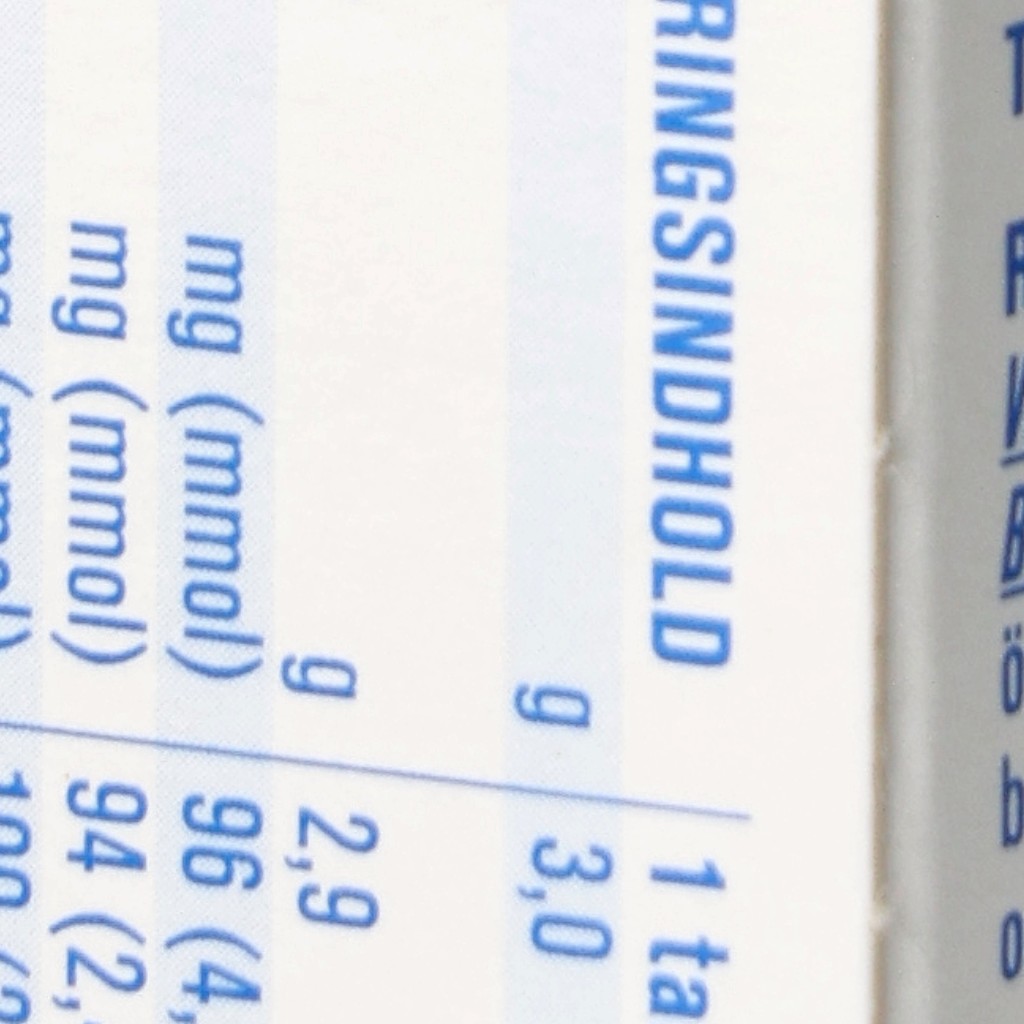 RINGSINDHOLD 1 ta
g 3,0
g 2,9
mg (mmol) 96 (4,
mg (mmol) 94 (2,